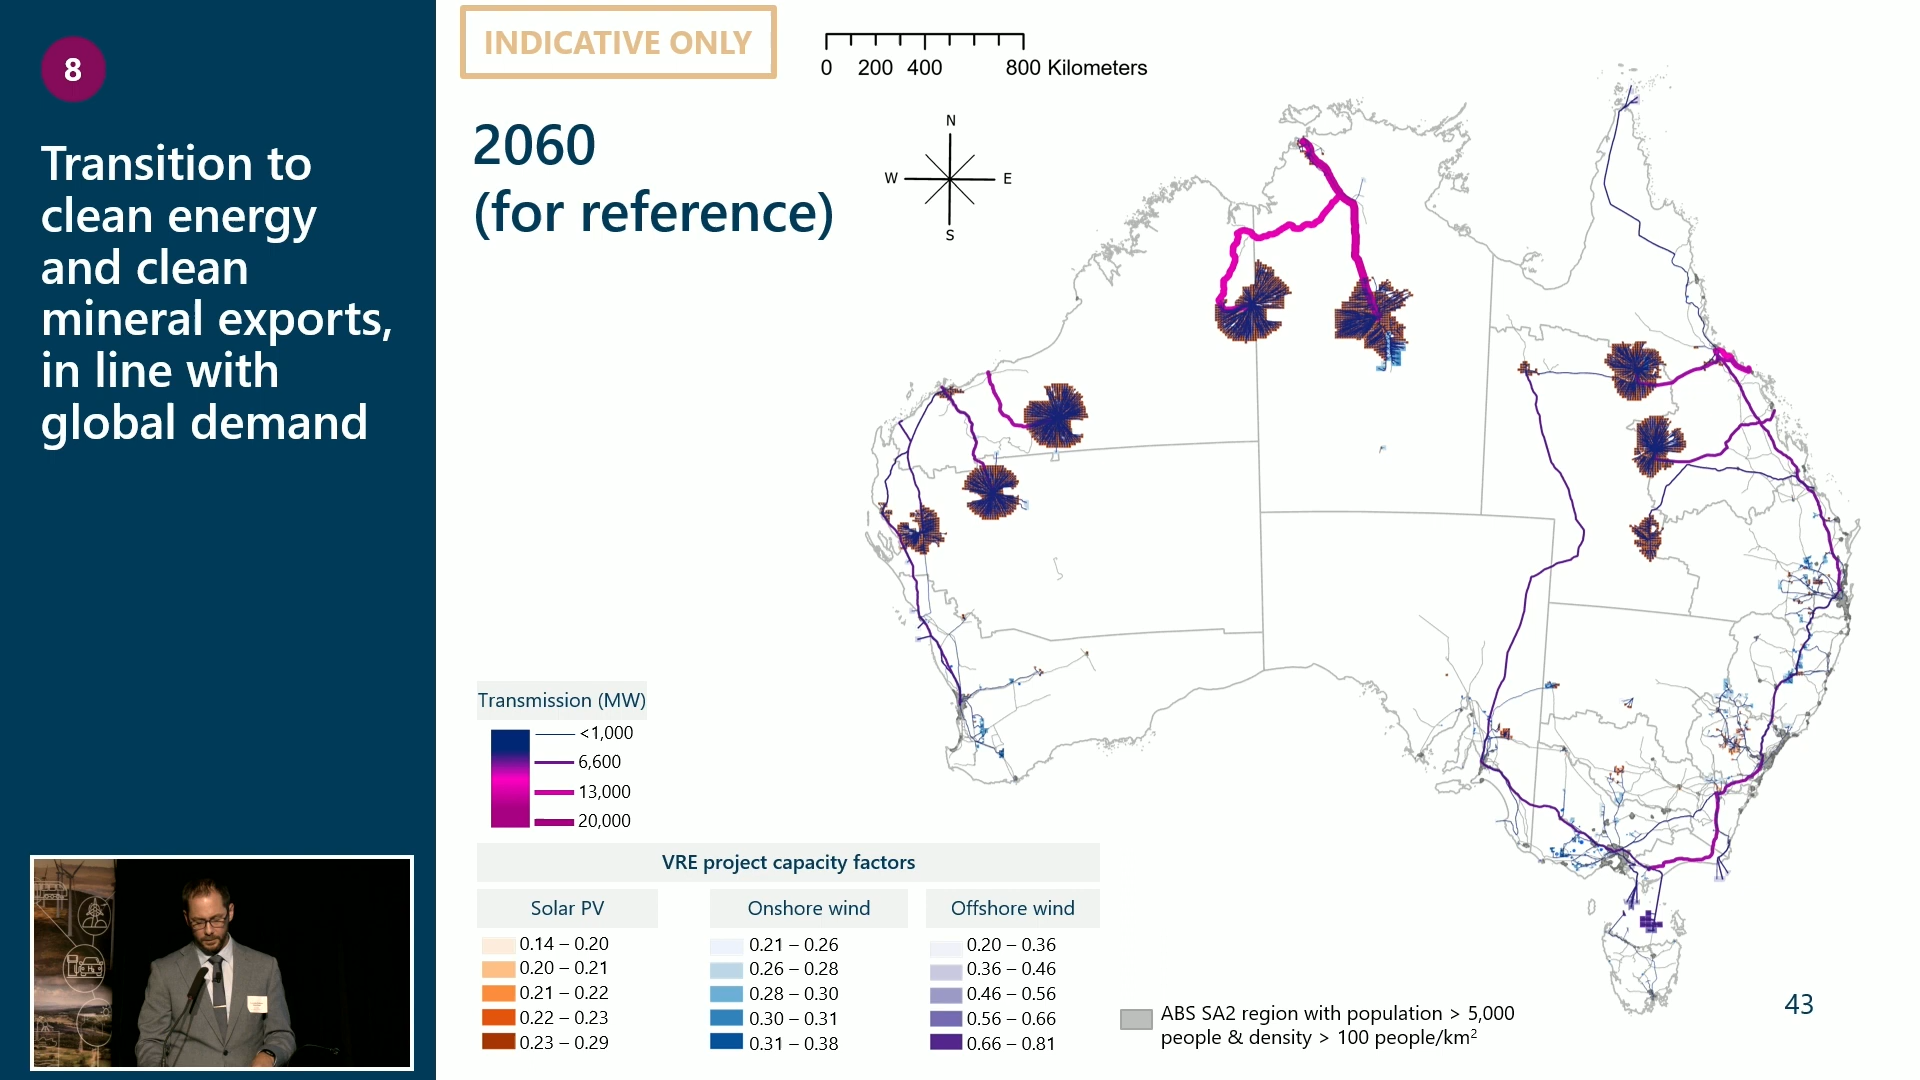 8
Transition to
clean energy
and clean
mineral exports,
in line with
global demand
INDICATIVE ONLY
0 200 400 800 Kilometers
2060
(for reference)
N
W E
S
Transmission (MW)
<1,000
6,600
13,000
20,000
VRE project capacity factors
Solar PV
0.14 – 0.20
0.20 – 0.21
0.21 – 0.22
0.22 – 0.23
0.23 – 0.29
Onshore wind
0.21 – 0.26
0.26 – 0.28
0.28 – 0.30
0.30 – 0.31
0.31 – 0.38
Offshore wind
0.20 – 0.36
0.36 – 0.46
0.46 – 0.56
0.56 – 0.66
0.66 – 0.81
ABS SA2 region with population > 5,000
people & density > 100 people/km²
43